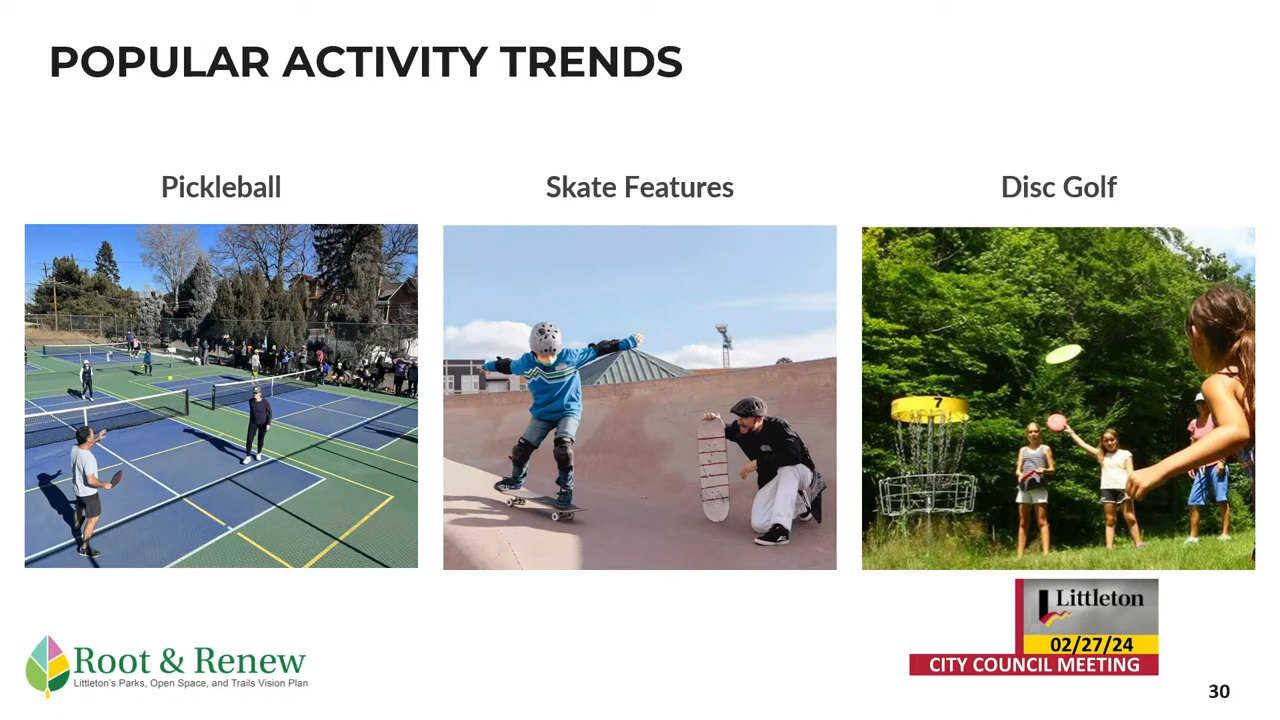 POPULAR ACTIVITY TRENDS
Pickleball
Skate Features
Disc Golf
7
Root & Renew
Littleton's Parks, Open Space, and Trails Vision Plan
Littleton
02/27/24
CITY COUNCIL MEETING
30